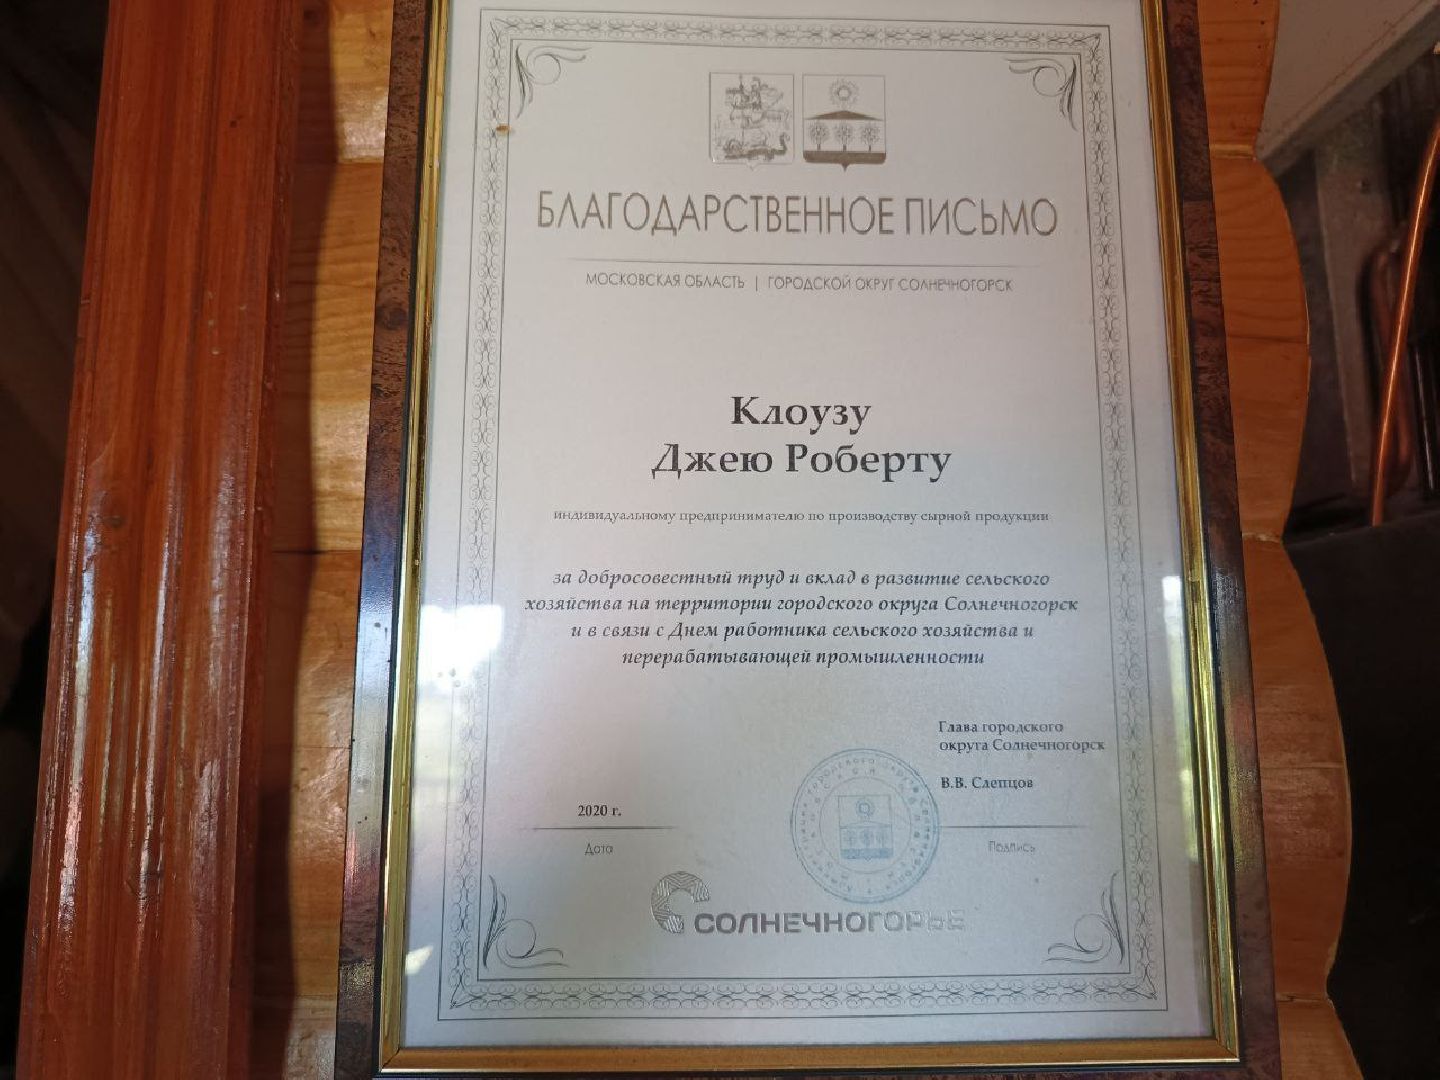 БЛАГОДАРСТВЕННОЕ ПИСЬМО
МОСКОВСКАЯ ОБЛАСТЬ | ГОРОДСКОЙ ОКРУГ СОЛНЕЧНОГОРСК
Клоузу
Джею Роберту
индивидуальному предпринимателю по производству сырной продукции
за добросовестный труд и вклад в развитие сельского
хозяйства на территории городского округа Солнечногорск
и в связи с Днем работника сельского хозяйства и
перерабатывающей промышленности
Глава городского
округа Солнечногорск
В.В. Слепцов
2020 г.
Дата
Подпись
СОЛНЕЧНОГОРЬЕ